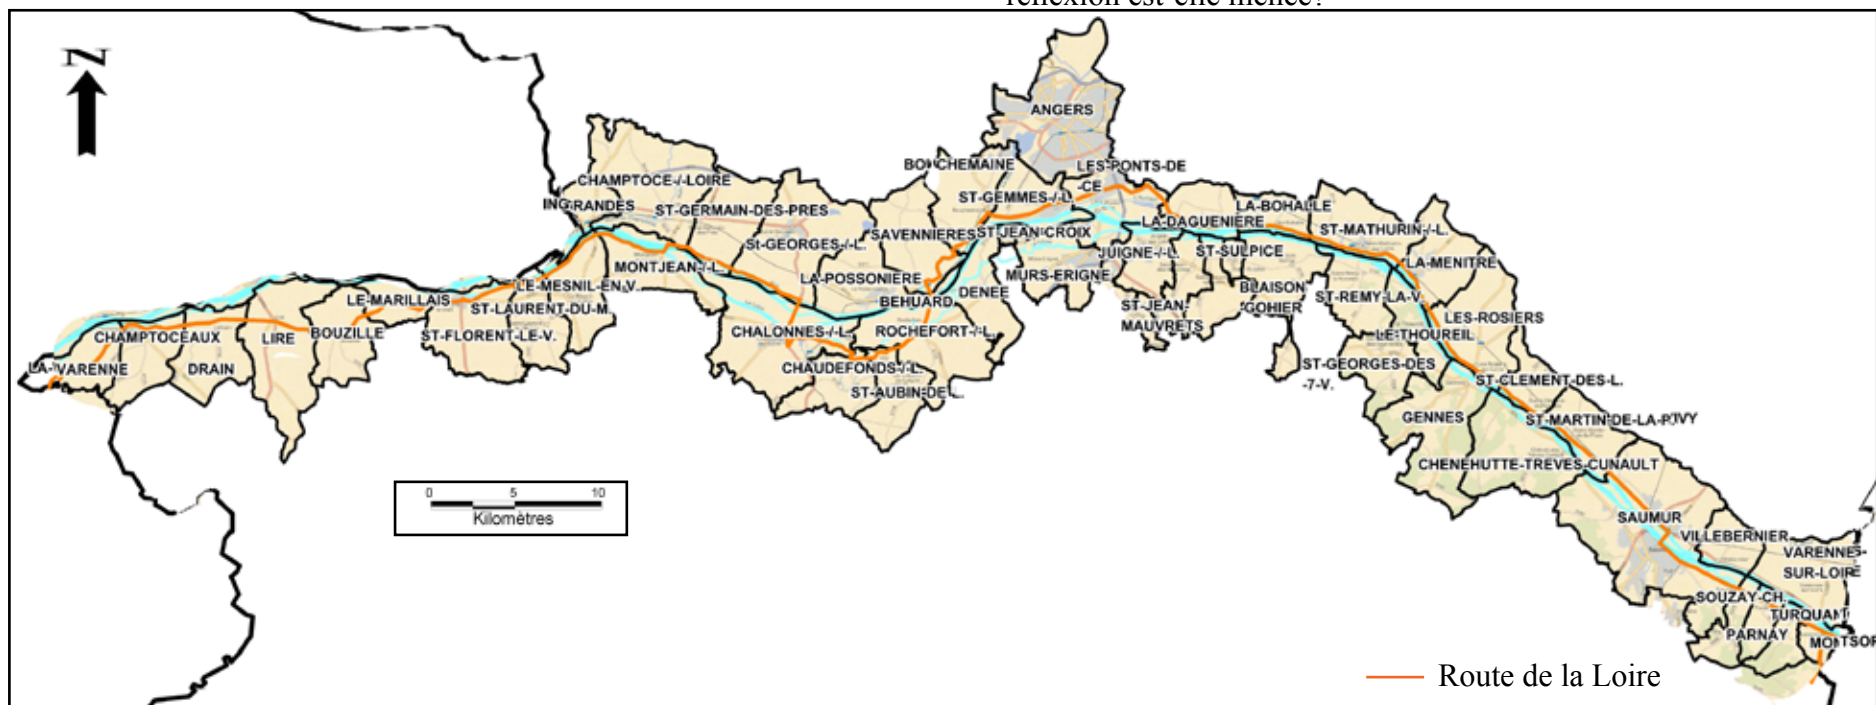 réflexion est-elle menée?
N
ANGERS
BOUCHEMAINE
LES-PONTS-DE
-CE
CHAMPTOCE-/-LOIRE
INGRANDES
ST-GERMAIN-DES-PRES
ST-GEMMES-/-L.
LA-BOHALLE
LA-DAGUENIERE
ST-MATHURIN-/-L.
St-GEORGES-/-L.
SAVENNIERES
ST-JEAN-CROIX
JUIGNE-/-L.
ST-SULPICE
LA-MENITRE
MONTJEAN-/-L.
LA-POSSONIERE
MURS-ERIGNE
LE-MESNIL-EN-V.
BLAISON
-GOHIER
ST-REMY-LA-V.
LE-MARILLAIS
ST-LAURENT-DU-M.
BEHUARD
DENEE
ST-JEAN-
MAUVRETS
LES-ROSIERS
CHAMPTOCEAUX
LIRE
BOUZILLE
ST-FLORENT-LE-V.
CHALONNES-/-L.
ROCHEFORT-/-L.
LE-THOUREIL
LA-VARENNE
DRAIN
CHAUDEFONDS-/-L.
ST-GEORGES-DES
-7-V.
ST-CLEMENT-DES-L.
ST-AUBIN-DE-L.
GENNES
ST-MARTIN-DE-LA-P.
CHENEHUTTE-TREVES-CUNAULT
0 5 10
Kilomètres
SAUMUR
VILLEBERNIER
VARENNES-
SUR-LOIRE
SOUZAY-CH.
TURQUANT
PARNAY
MONTSOR
Route de la Loire